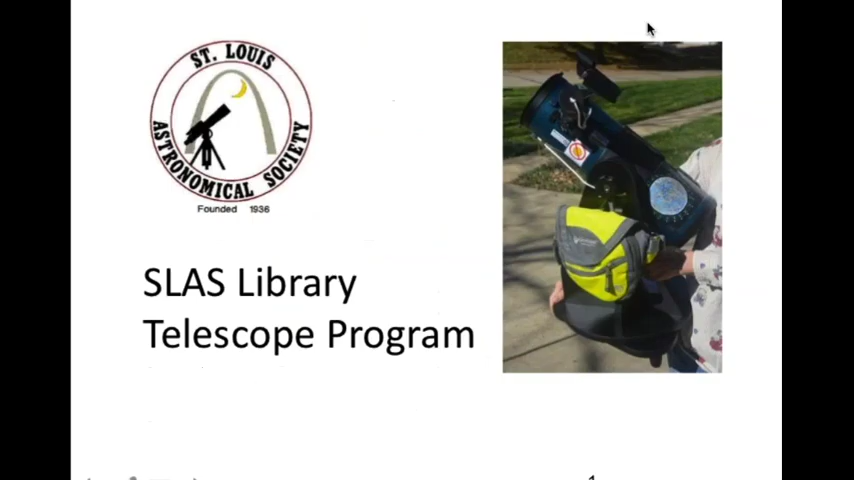 ST. LOUIS
ASTRONOMICAL SOCIETY
Founded 1936
SLAS Library
Telescope Program